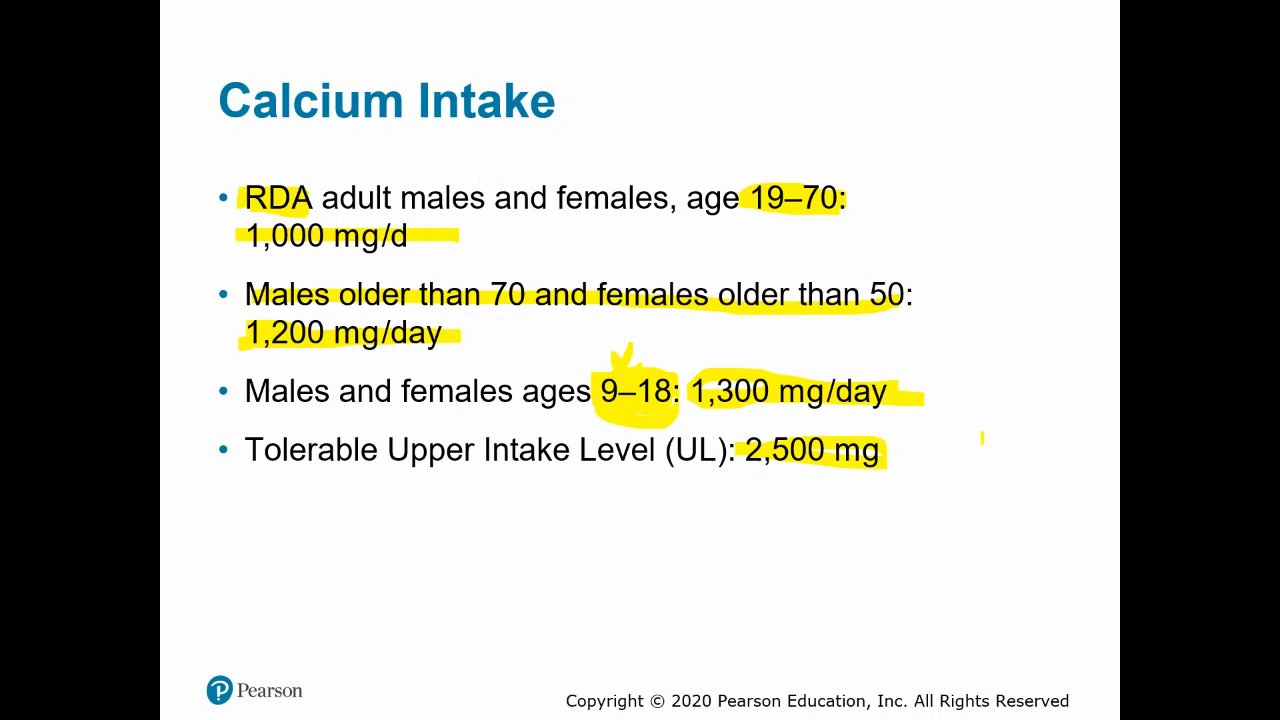 Calcium Intake
• RDA adult males and females, age 19–70:
1,000 mg/d
• Males older than 70 and females older than 50:
1,200 mg/day
• Males and females ages 9–18: 1,300 mg/day
• Tolerable Upper Intake Level (UL): 2,500 mg
Pearson
Copyright © 2020 Pearson Education, Inc. All Rights Reserved